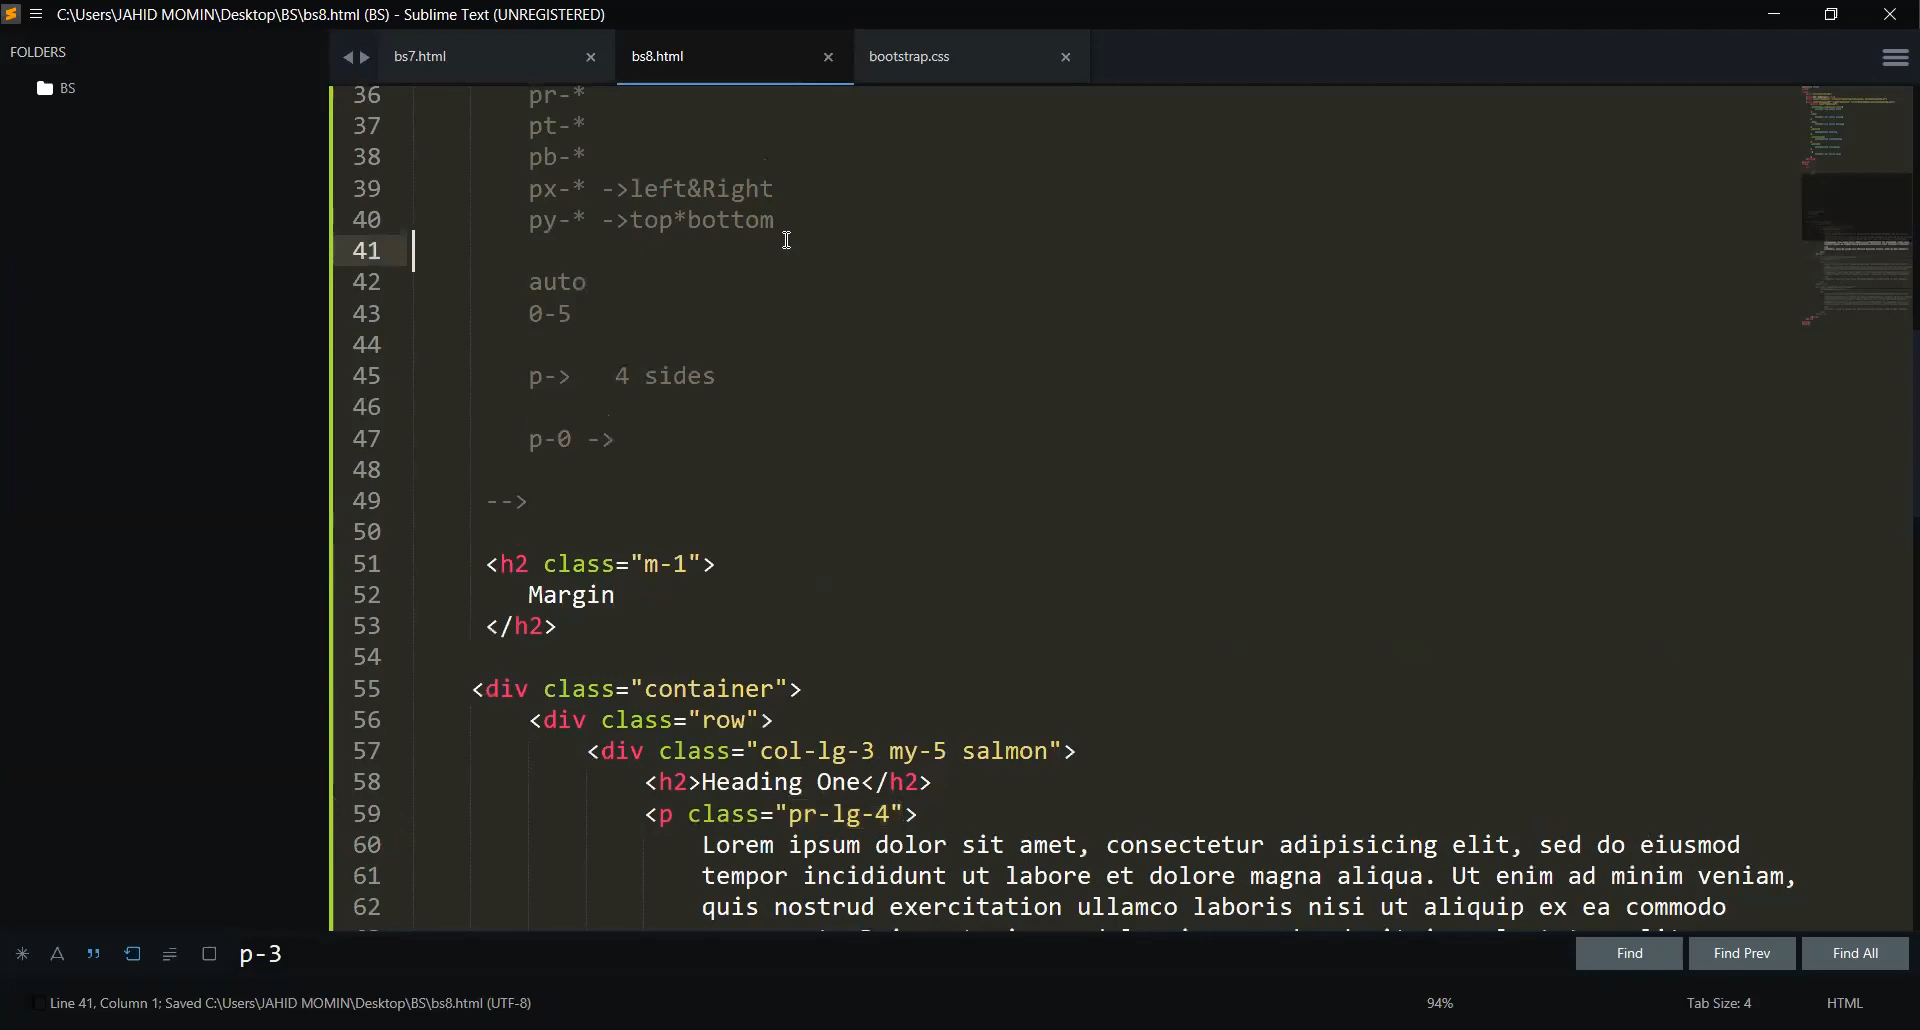 C:\Users\JAHID MOMIN\Desktop\BS\bs8.html (BS) - Sublime Text (UNREGISTERED)
FOLDERS
BS
bs7.html
bs8.html
bootstrap.css
36 pr-*
37 pt-*
38 pb-*
39 px-* ->left&Right
40 py-* ->top*bottom
41
42 auto
43 0-5
44
45 p-> 4 sides
46
47 p-0 ->
48
49 -->
50
51 <h2 class="m-1">
52 Margin
53 </h2>
54
55 <div class="container">
56 <div class="row">
57 <div class="col-lg-3 my-5 salmon">
58 <h2>Heading One</h2>
59 <p class="pr-lg-4">
60 Lorem ipsum dolor sit amet, consectetur adipisicing elit, sed do eiusmod
61 tempor incididunt ut labore et dolore magna aliqua. Ut enim ad minim veniam,
62 quis nostrud exercitation ullamco laboris nisi ut aliquip ex ea commodo
p-3
Find
Find Prev
Find All
Line 41, Column 1; Saved C:\Users\JAHID MOMIN\Desktop\BS\bs8.html (UTF-8)
94%
Tab Size: 4
HTML